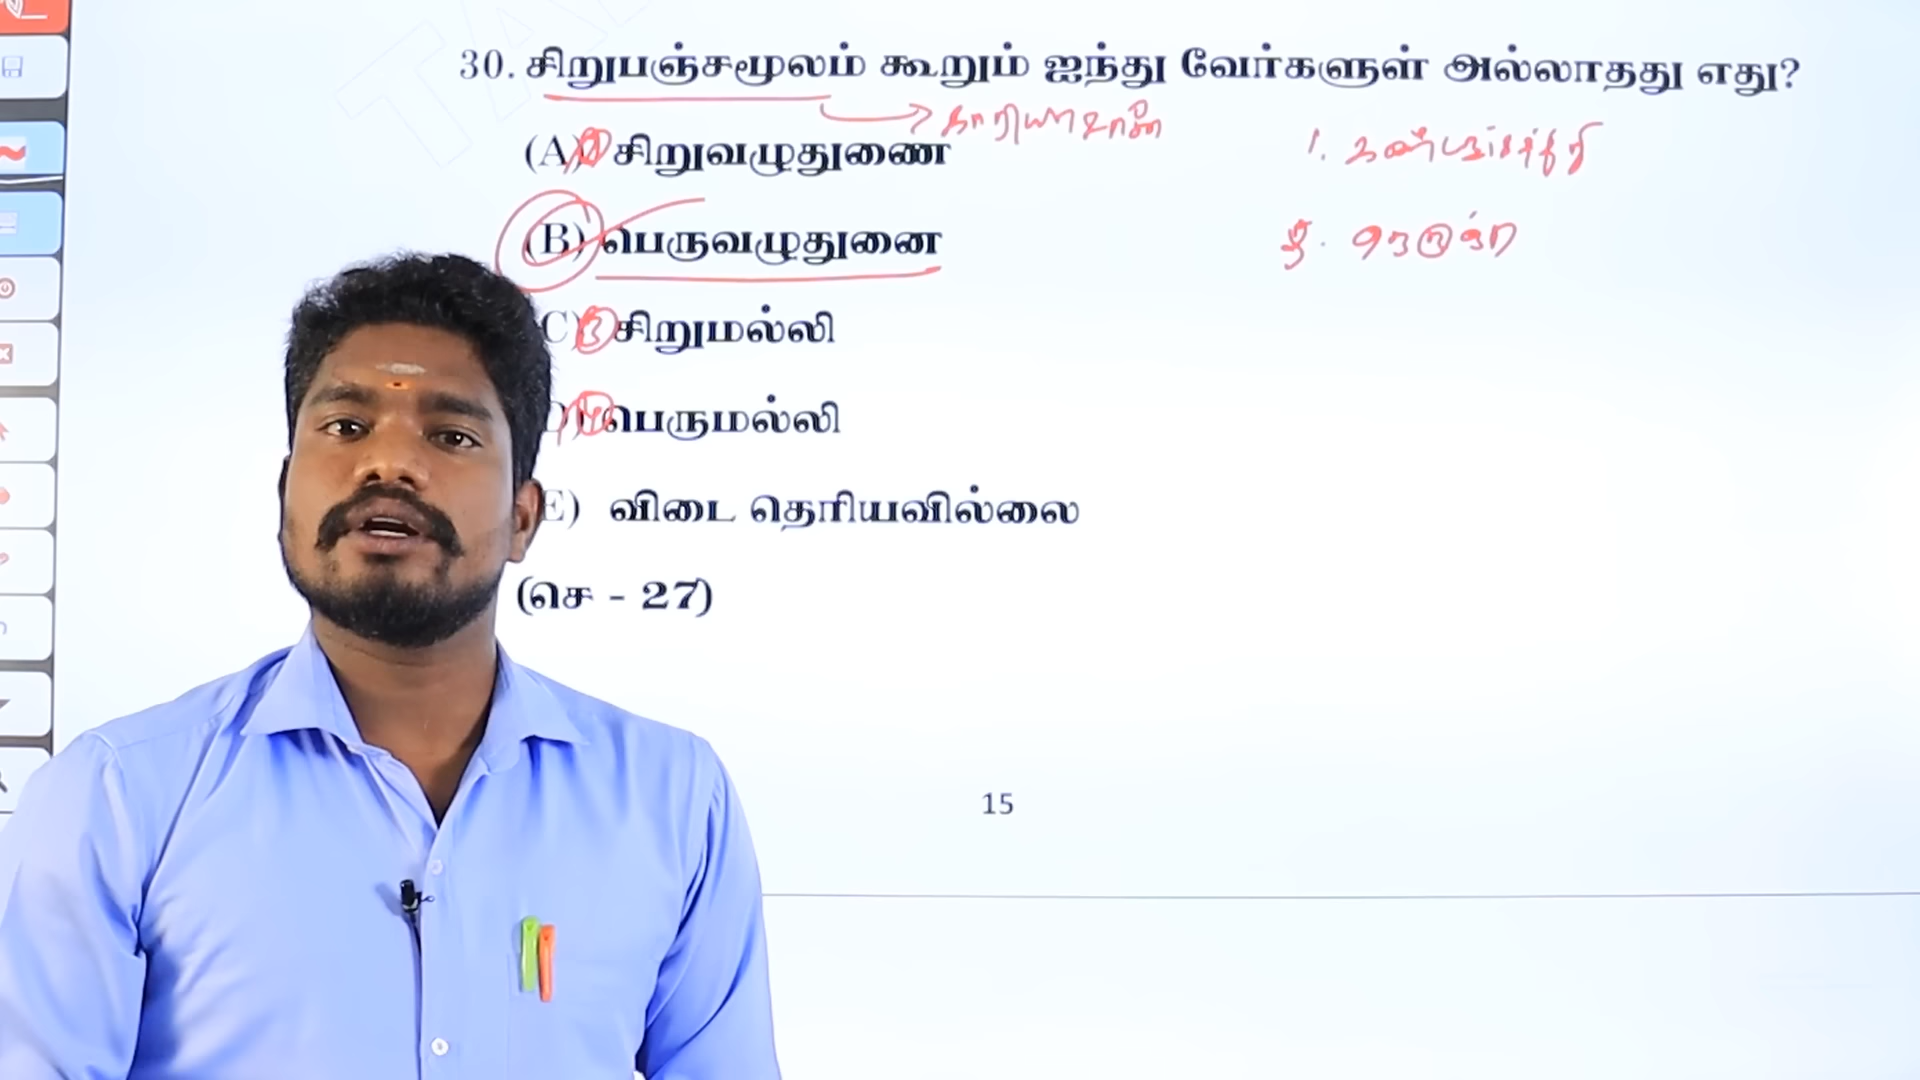 30. சிறுபஞ்சமூலம் கூறும் ஐந்து வேர்களுள் அல்லாதது எது?
காரியாசான்
(A) சிறுவழுதுணை
(B) பெருவழுதுனை
C) சிறுமல்லி
பெருமல்லி
E) விடை தெரியவில்லை
(செ - 27)
15